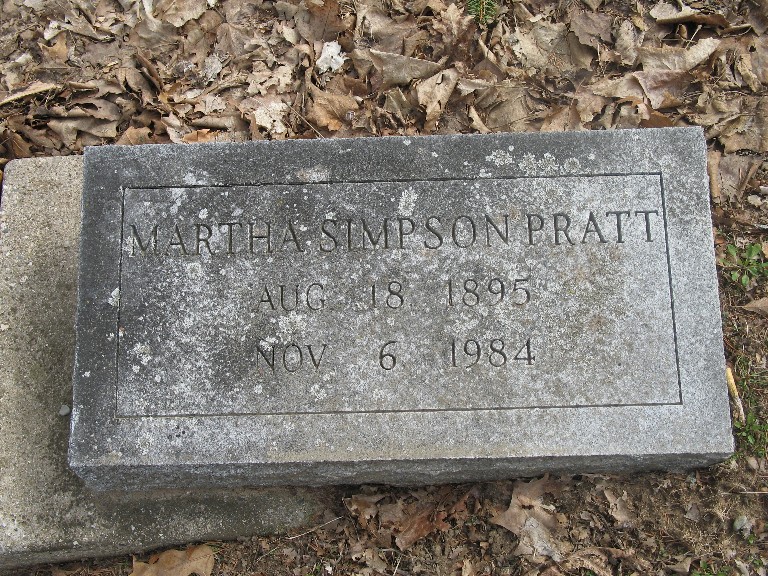 MARTHA SIMPSON PRATT
AUG 18 1895
NOV 6 1984